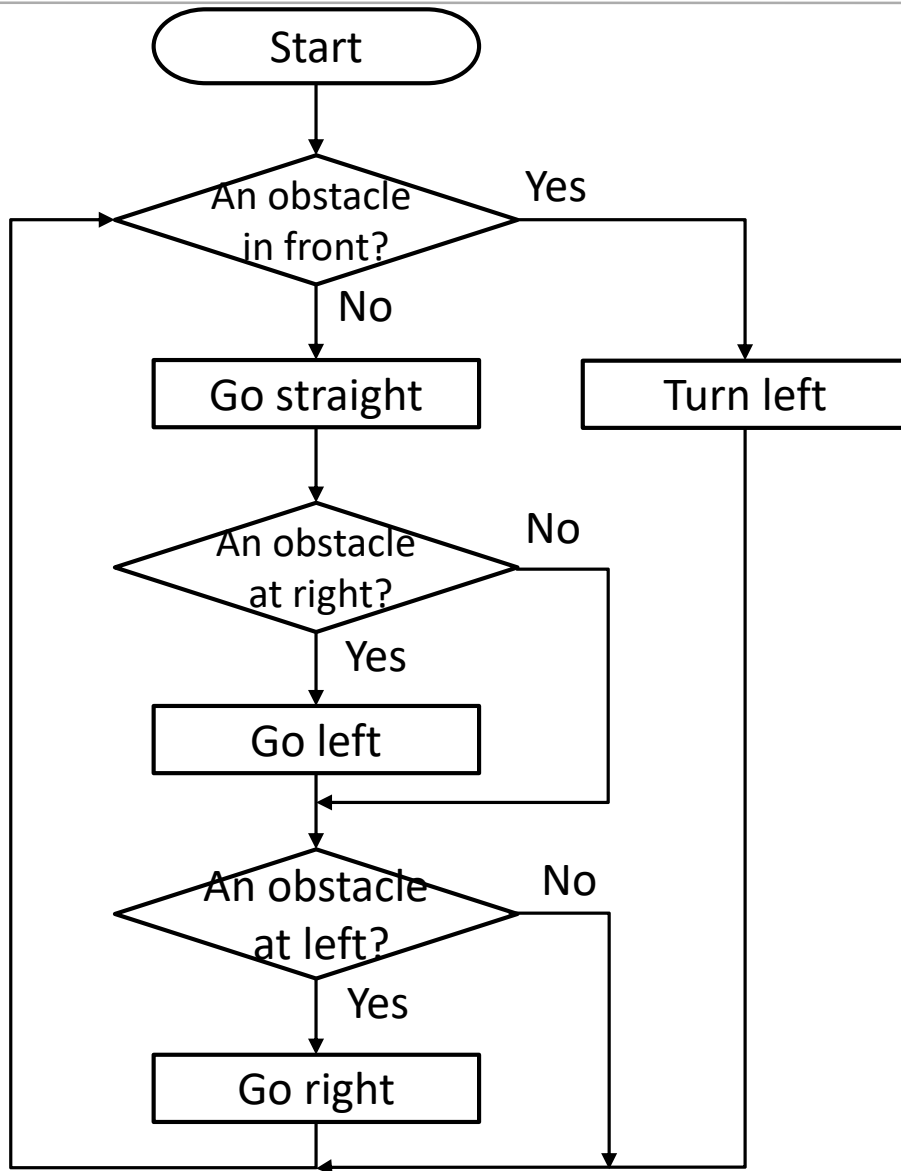 Start
An obstacle
in front?
Yes
No
Go straight
Turn left
An obstacle
at right?
No
Yes
Go left
An obstacle
at left?
No
Yes
Go right